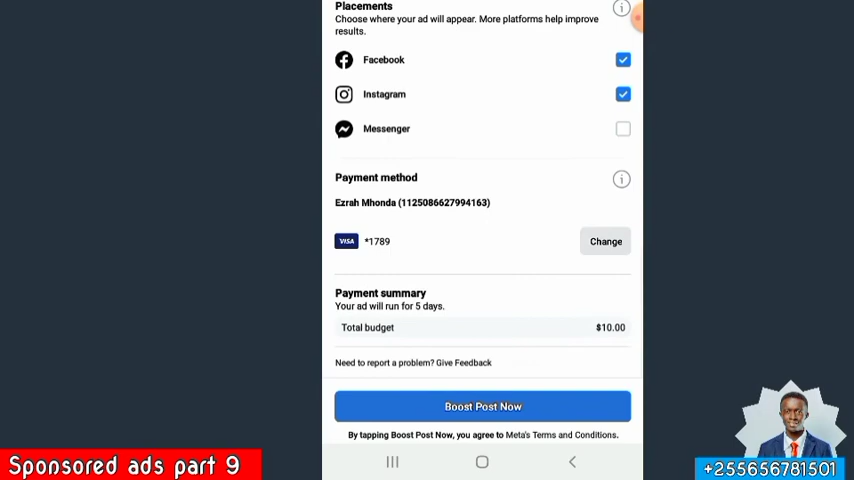 Placements
Choose where your ad will appear. More platforms help improve
results.
Facebook
Instagram
Messenger
Payment method
Ezrah Mhonda (1125086627994163)
VISA *1789
Change
Payment summary
Your ad will run for 5 days.
Total budget $10.00
Need to report a problem? Give Feedback
Boost Post Now
By tapping Boost Post Now, you agree to Meta's Terms and Conditions.
Sponsored ads part 9
+255656781501